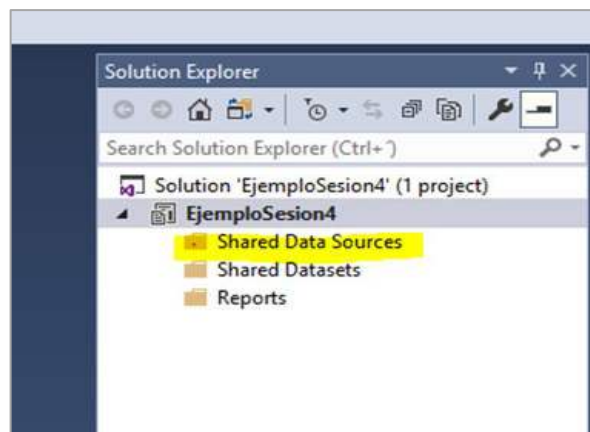 Solution Explorer
Search Solution Explorer (Ctrl+´)
Solution 'EjemploSesion4' (1 project)
EjemploSesion4
Shared Data Sources
Shared Datasets
Reports